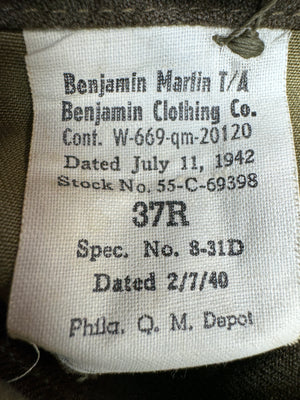 Benjamin Martin T/A
Benjamin Clothing Co.
Cont. W-669-qm-20120
Dated July 11, 1942
Stock No. 55-C-69398
37R
Spec. No. 8-31D
Dated 2/7/40
Phila. Q. M. Depot